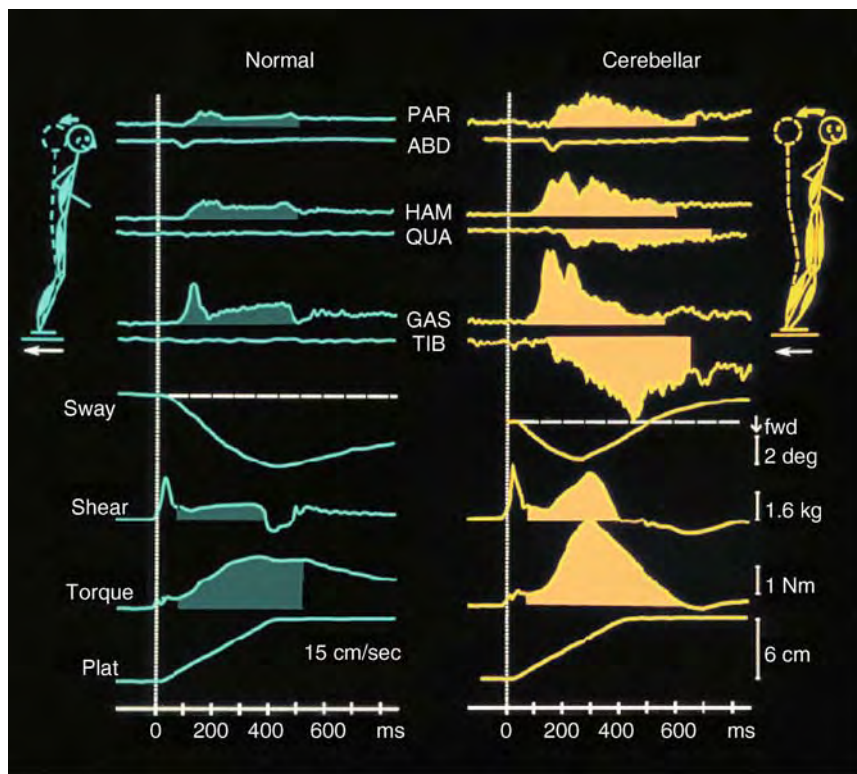 Normal
Cerebellar
PAR
ABD
HAM
QUA
GAS
TIB
Sway
fwd
2 deg
Shear
1.6 kg
Torque
1 Nm
15 cm/sec
Plat
6 cm
0 200 400 600 ms
0 200 400 600 ms